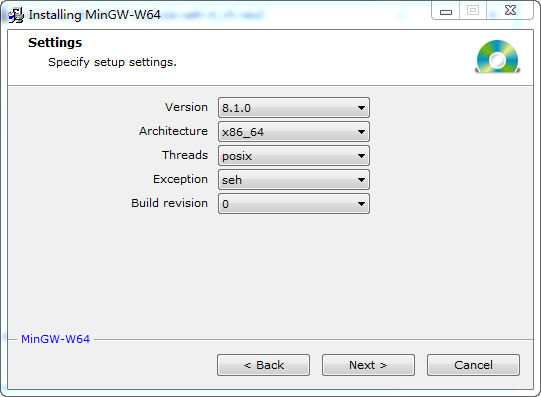 Installing MinGW-W64
Settings
Specify setup settings.
Version 8.1.0
Architecture x86_64
Threads posix
Exception seh
Build revision 0
MinGW-W64
< Back Next > Cancel